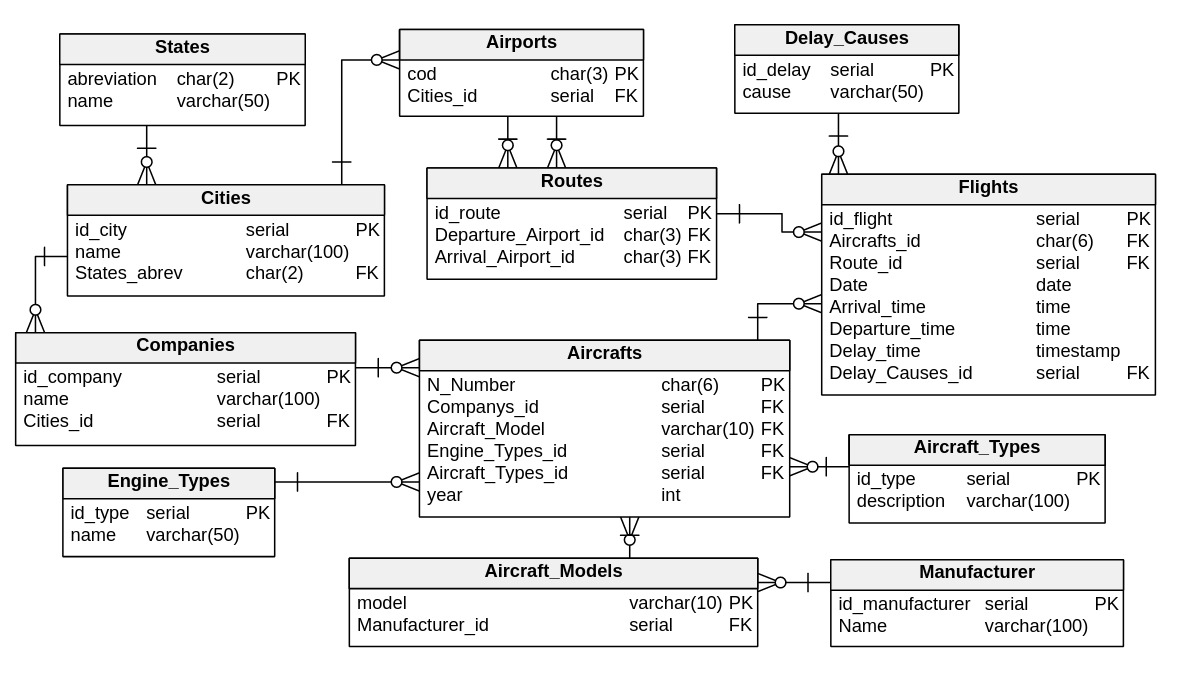 States
abreviation char(2) PK
name varchar(50)
Airports
cod char(3) PK
Cities_id serial FK
Delay_Causes
id_delay serial PK
cause varchar(50)
Cities
id_city serial PK
name varchar(100)
States_abrev char(2) FK
Routes
id_route serial PK
Departure_Airport_id char(3) FK
Arrival_Airport_id char(3) FK
Flights
id_flight serial PK
Aircrafts_id char(6) FK
Route_id serial FK
Date date
Arrival_time time
Departure_time time
Delay_time timestamp
Delay_Causes_id serial FK
Companies
id_company serial PK
name varchar(100)
Cities_id serial FK
Aircrafts
N_Number char(6) PK
Companys_id serial FK
Aircraft_Model varchar(10) FK
Engine_Types_id serial FK
Aircraft_Types_id serial FK
year int
Engine_Types
id_type serial PK
name varchar(50)
Aircraft_Types
id_type serial PK
description varchar(100)
Aircraft_Models
model varchar(10) PK
Manufacturer_id serial FK
Manufacturer
id_manufacturer serial PK
Name varchar(100)